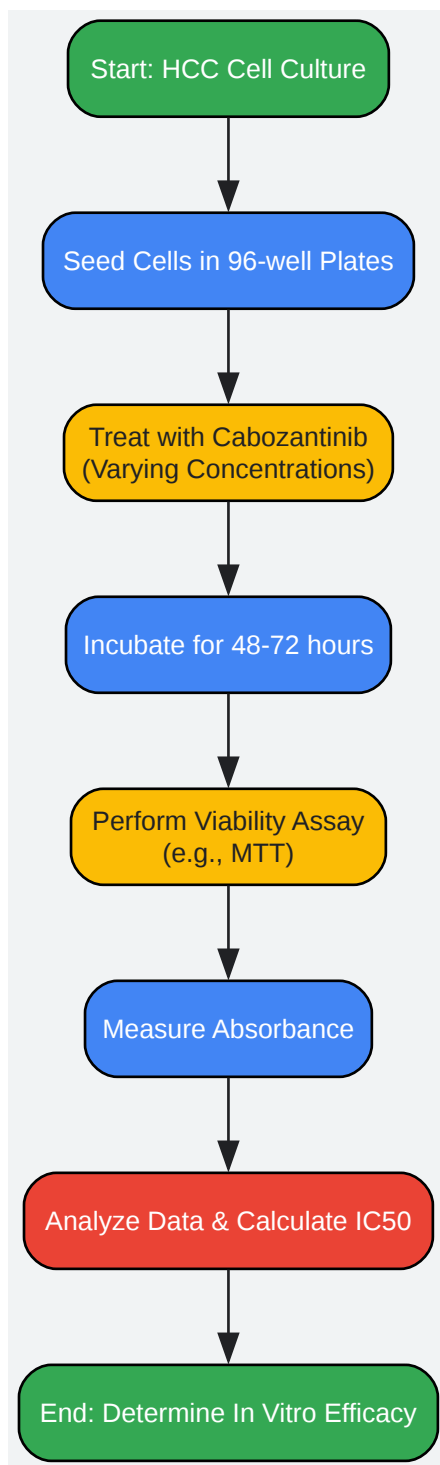 Start: HCC Cell Culture
Seed Cells in 96-well Plates
Treat with Cabozantinib
(Varying Concentrations)
Incubate for 48-72 hours
Perform Viability Assay
(e.g., MTT)
Measure Absorbance
Analyze Data & Calculate IC50
End: Determine In Vitro Efficacy